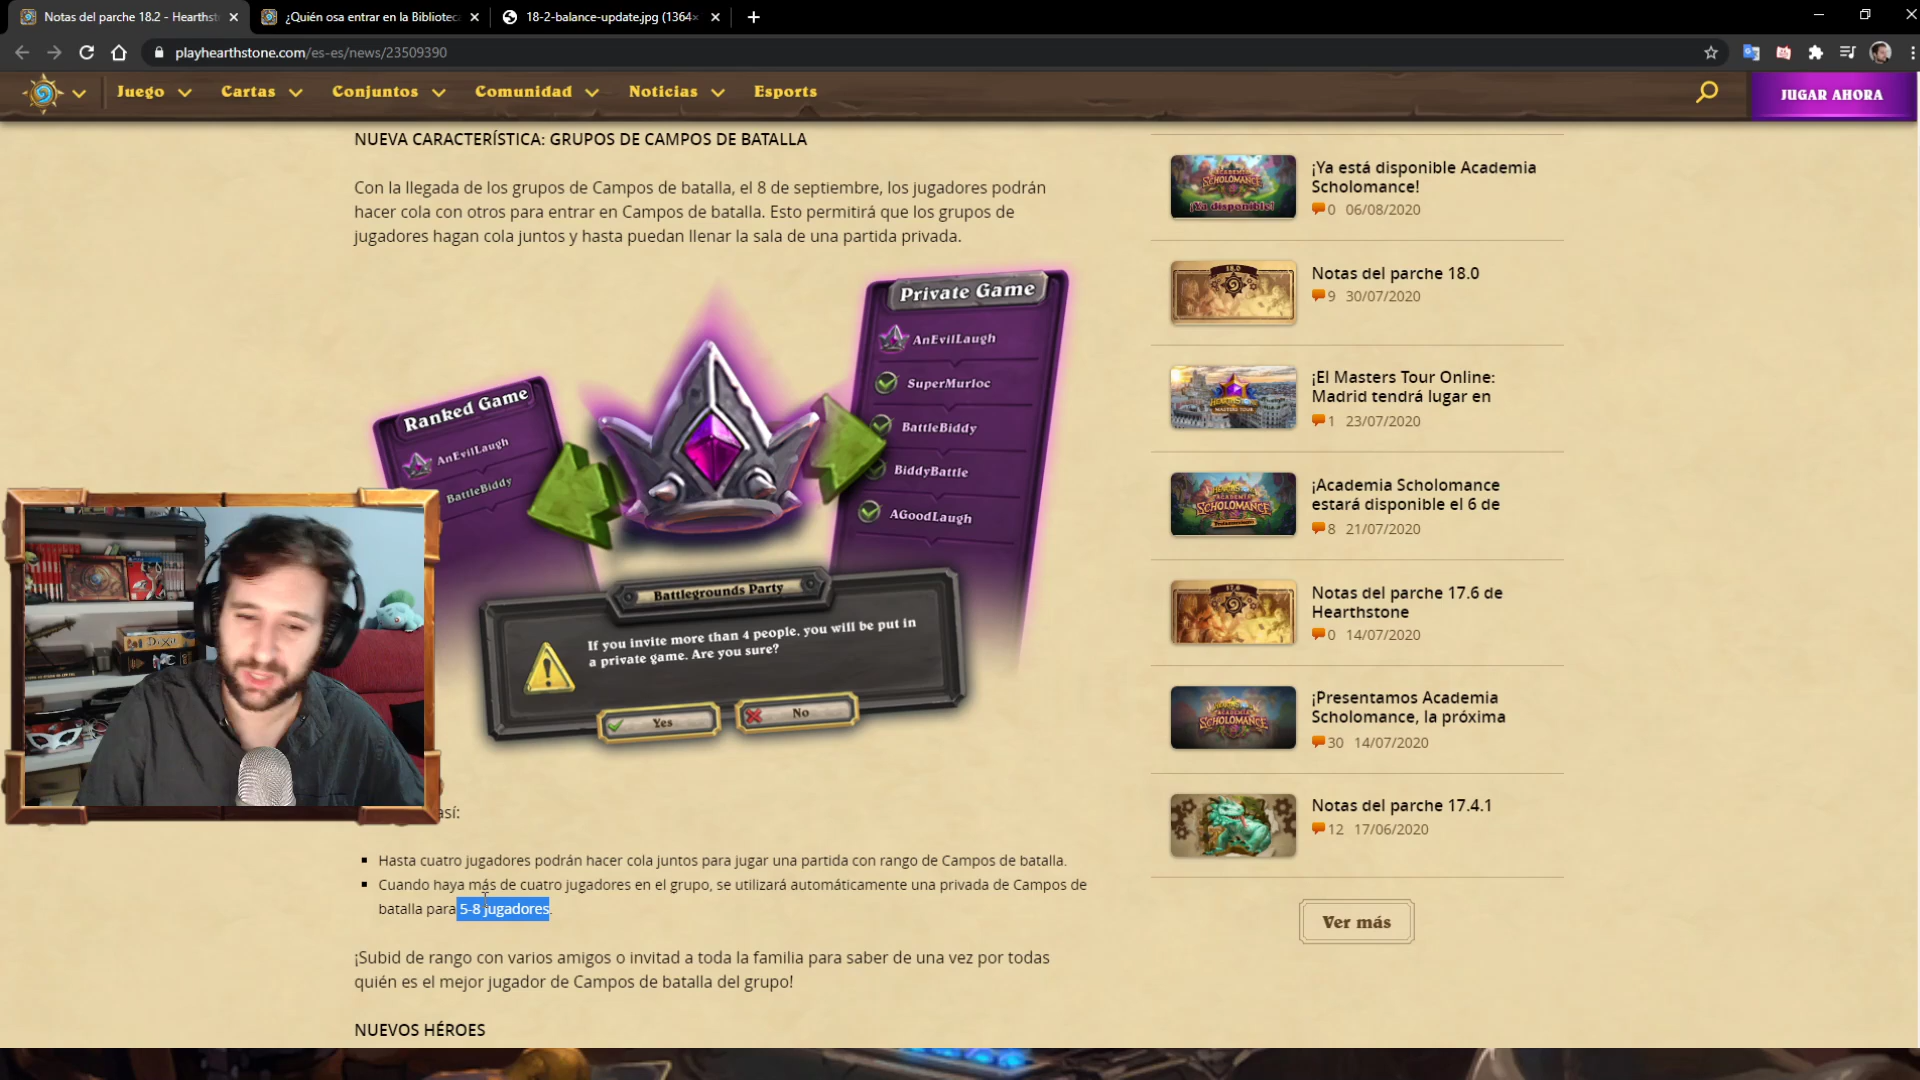 Notas del parche 18.2 - Hearthst
¿Quién osa entrar en la Bibliotec
18-2-balance-update.jpg (1364×
playhearthstone.com/es-es/news/23509390
Juego
Cartas
Conjuntos
Comunidad
Noticias
Esports
JUGAR AHORA
NUEVA CARACTERÍSTICA: GRUPOS DE CAMPOS DE BATALLA
Con la llegada de los grupos de Campos de batalla, el 8 de septiembre, los jugadores podrán
hacer cola con otros para entrar en Campos de batalla. Esto permitirá que los grupos de
jugadores hagan cola juntos y hasta puedan llenar la sala de una partida privada.
Ranked Game
AnEvilLaugh
BattleBiddy
Private Game
AnEvilLaugh
SuperMurloc
BattleBiddy
BiddyBattle
AGoodLaugh
Battlegrounds Party
If you invite more than 4 people, you will be put in
a private game. Are you sure?
Yes
No
así:
Hasta cuatro jugadores podrán hacer cola juntos para jugar una partida con rango de Campos de batalla.
Cuando haya más de cuatro jugadores en el grupo, se utilizará automáticamente una privada de Campos de
batalla para 5-8 jugadores.
¡Subid de rango con varios amigos o invitad a toda la familia para saber de una vez por todas
quién es el mejor jugador de Campos de batalla del grupo!
NUEVOS HÉROES
¡Ya está disponible Academia
Scholomance!
0 06/08/2020
Notas del parche 18.0
9 30/07/2020
¡El Masters Tour Online:
Madrid tendrá lugar en
1 23/07/2020
¡Academia Scholomance
estará disponible el 6 de
8 21/07/2020
Notas del parche 17.6 de
Hearthstone
0 14/07/2020
¡Presentamos Academia
Scholomance, la próxima
30 14/07/2020
Notas del parche 17.4.1
12 17/06/2020
Ver más